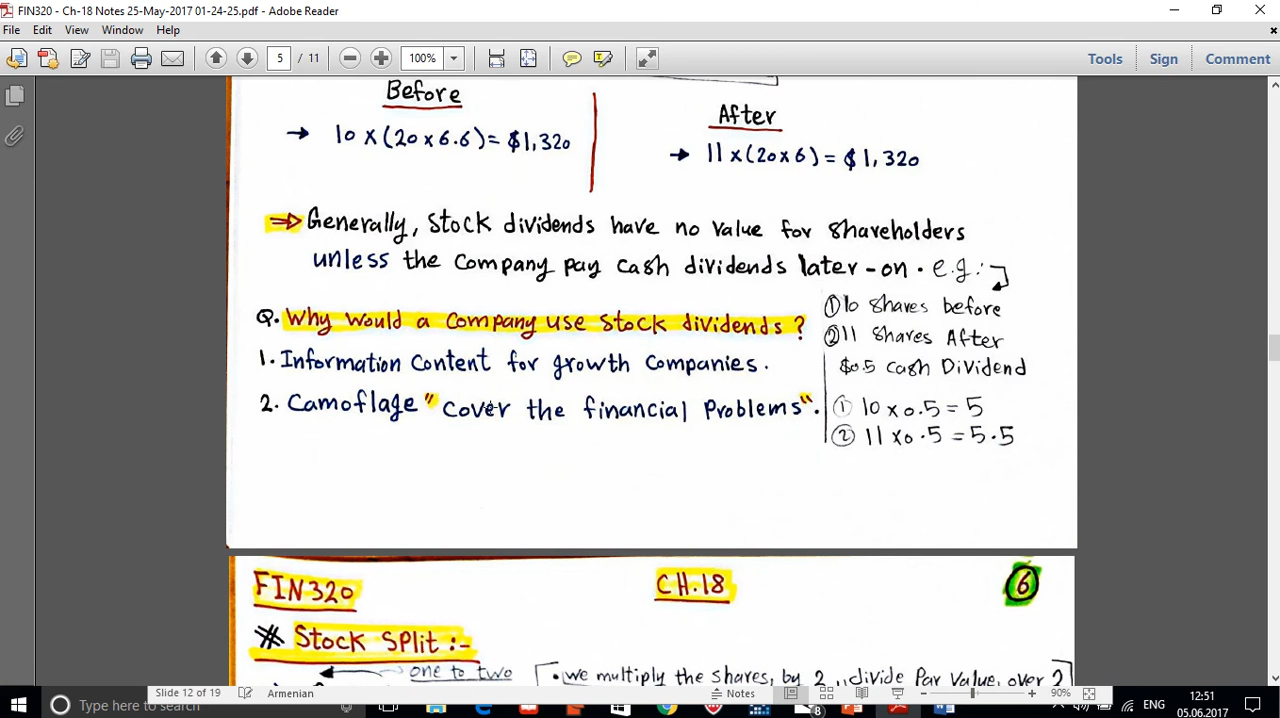 FIN320 - Ch-18 Notes 25-May-2017 01-24-25.pdf - Adobe Reader
File Edit View Window Help
5 / 11 100% Tools Sign Comment
Before
→ 10 x (20 x 6.6) = $1,320
After
→ 11 x (20 x 6) = $1,320
⇒ Generally, Stock dividends have no value for shareholders
unless the company pay cash dividends later-on. e.g:
Q. Why would a company use stock dividends ?
1. Information Content for growth companies.
2. Camoflage " cover the financial problems ".
① 10 shares before
② 11 shares After
$0.5 cash Dividend
① 10 x 0.5 = 5
② 11 x 0.5 = 5.5
FIN320 CH.18 6
* Stock Split :-
one to two
• we multiply the shares, by 2 ,, divide Par Value, over 2
Slide 12 of 19 Armenian Notes 90%
Type here to search 8 ENG 12:51
05.06.2017